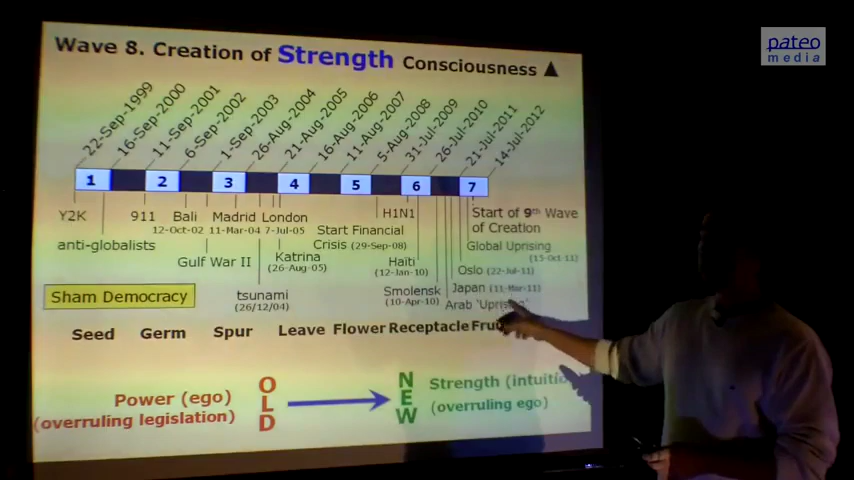 pateo
media
Wave 8. Creation of Strength Consciousness ▲
22-Sep-1999
16-Sep-2000
11-Sep-2001
6-Sep-2002
1-Sep-2003
26-Aug-2004
21-Aug-2005
16-Aug-2006
11-Aug-2007
5-Aug-2008
31-Jul-2009
26-Jul-2010
21-Jul-2011
14-Jul-2012
1 2 3 4 5 6 7
Y2K
anti-globalists
911
Bali
12-Oct-02
Gulf War II
Madrid
11-Mar-04
tsunami
(26/12/04)
London
7-Jul-05
Katrina
(26-Aug-05)
Start Financial
Crisis (29-Sep-08)
H1N1
Haïti
(12-Jan-10)
Smolensk
(10-Apr-10)
Start of 9th Wave
of Creation
Global Uprising
(15-Oct-11)
Oslo (22-Jul-11)
Japan (11-Mar-11)
Arab 'Uprising'
Sham Democracy
Seed Germ Spur Leave Flower Receptacle
Power (ego)
(overruling legislation)
OLD
NEW
Strength
(overruling ego)